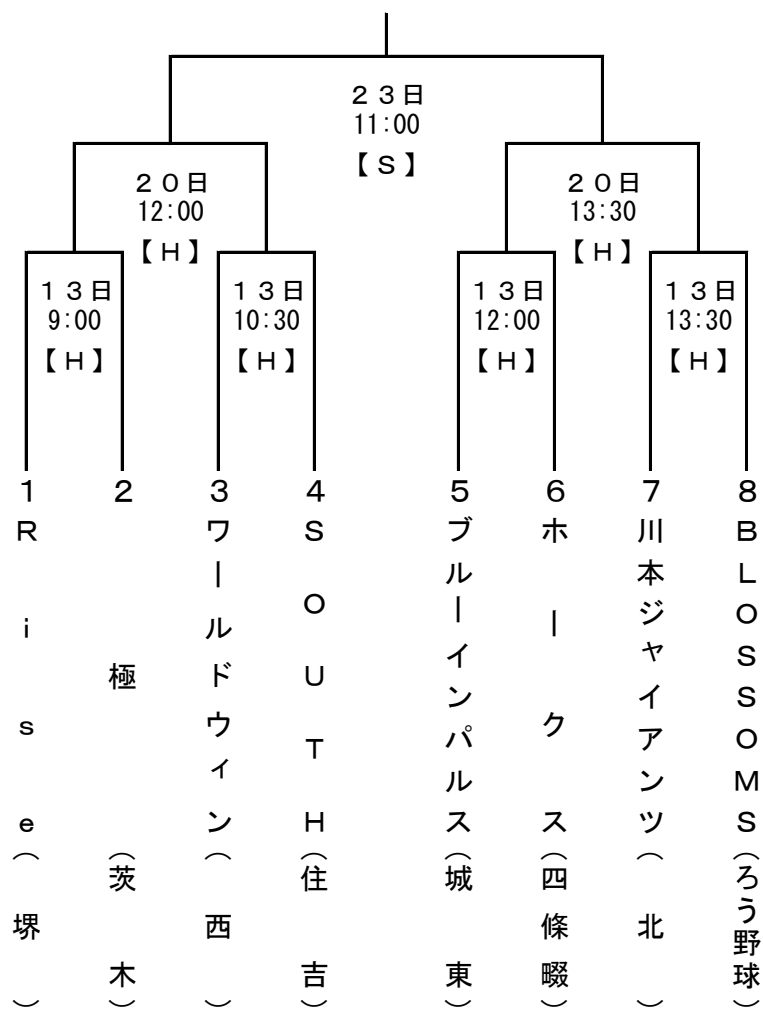 ２３日
11:00
【Ｓ】
２０日
12:00
【Ｈ】
２０日
13:30
【Ｈ】
１３日
9:00
【Ｈ】
１３日
10:30
【Ｈ】
１３日
12:00
【Ｈ】
１３日
13:30
【Ｈ】
1
Ｒｉｓｅ（堺）
2
極（茨木）
3
ワールドウィン（西）
4
ＳＯＵＴＨ（住吉）
5
ブルーインパルス（城東）
6
ホークス（四條畷）
7
川本ジャイアンツ（北）
8
ＢＬＯＳＳＯＭＳ（ろう野球）